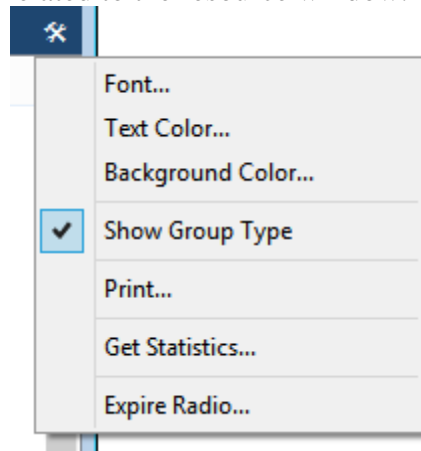 Font...
Text Color...
Background Color...
Show Group Type
Print...
Get Statistics...
Expire Radio...